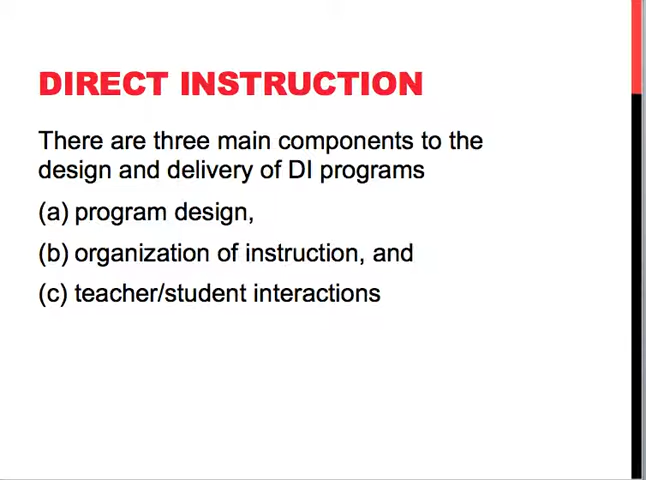 DIRECT INSTRUCTION
There are three main components to the
design and delivery of DI programs
(a) program design,
(b) organization of instruction, and
(c) teacher/student interactions